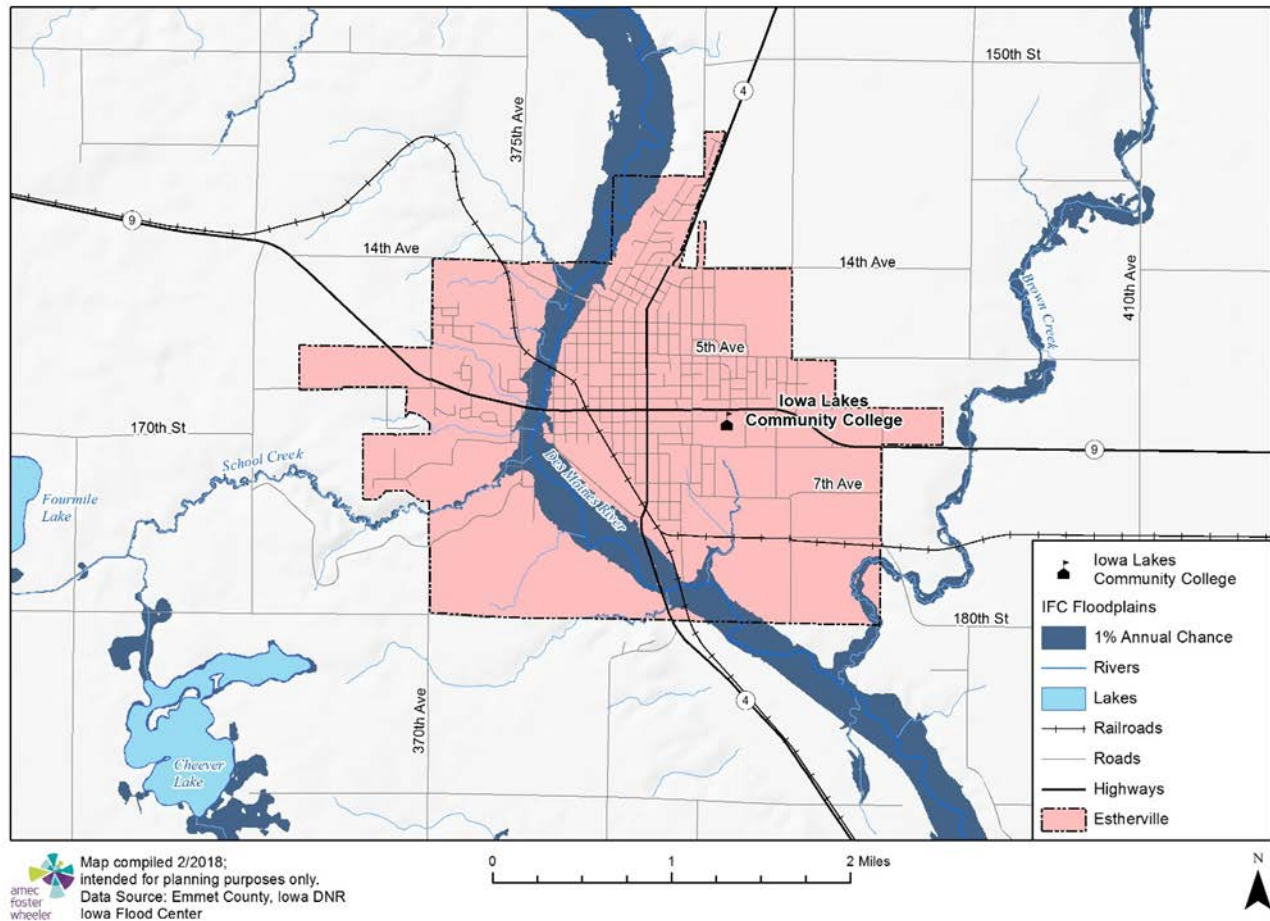 150th St
4
375th Ave
9
14th Ave
14th Ave
Brown Creek
410th Ave
5th Ave
Iowa Lakes
Community College
170th St
School Creek
9
Fourmile
Lake
Des Moines River
7th Ave
180th St
370th Ave
4
Cheever
Lake
Iowa Lakes
Community College
IFC Floodplains
1% Annual Chance
Rivers
Lakes
Railroads
Roads
Highways
Estherville
amec
foster
wheeler
Map compiled 2/2018;
intended for planning purposes only.
Data Source: Emmet County, Iowa DNR
Iowa Flood Center
0 1 2 Miles
N